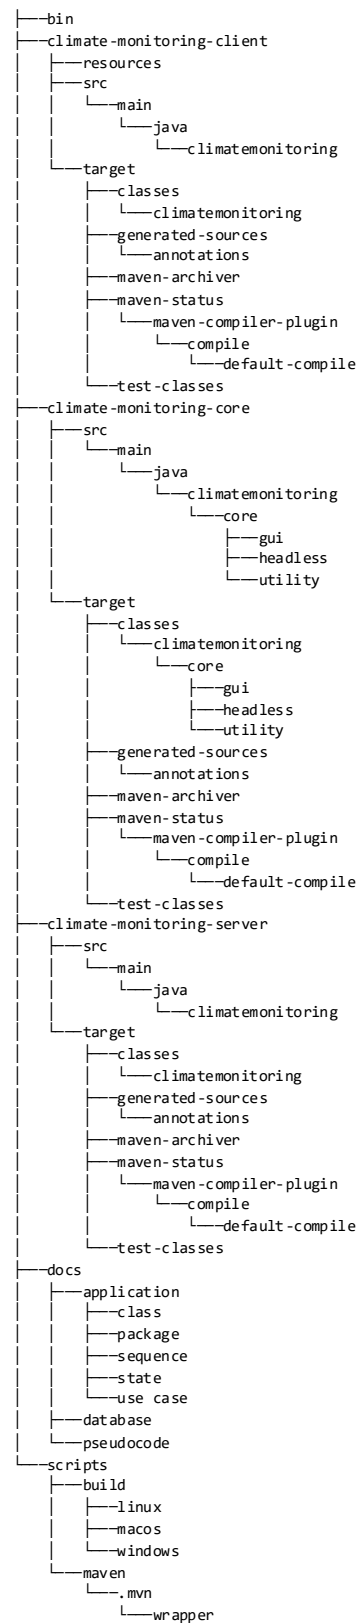 ├───bin
├───climate-monitoring-client
│   ├───resources
│   ├───src
│   │   └───main
│   │       └───java
│   │           └───climatemonitoring
│   └───target
│       ├───classes
│       │   └───climatemonitoring
│       ├───generated-sources
│       │   └───annotations
│       ├───maven-archiver
│       ├───maven-status
│       │   └───maven-compiler-plugin
│       │       └───compile
│       │           └───default-compile
│       └───test-classes
├───climate-monitoring-core
│   ├───src
│   │   └───main
│   │       └───java
│   │           └───climatemonitoring
│   │               └───core
│   │                   ├───gui
│   │                   ├───headless
│   │                   └───utility
│   └───target
│       ├───classes
│       │   └───climatemonitoring
│       │       └───core
│       │           ├───gui
│       │           ├───headless
│       │           └───utility
│       ├───generated-sources
│       │   └───annotations
│       ├───maven-archiver
│       ├───maven-status
│       │   └───maven-compiler-plugin
│       │       └───compile
│       │           └───default-compile
│       └───test-classes
├───climate-monitoring-server
│   ├───src
│   │   └───main
│   │       └───java
│   │           └───climatemonitoring
│   └───target
│       ├───classes
│       │   └───climatemonitoring
│       ├───generated-sources
│       │   └───annotations
│       ├───maven-archiver
│       ├───maven-status
│       │   └───maven-compiler-plugin
│       │       └───compile
│       │           └───default-compile
│       └───test-classes
├───docs
│   ├───application
│   │   ├───class
│   │   ├───package
│   │   ├───sequence
│   │   ├───state
│   │   └───use case
│   ├───database
│   └───pseudocode
└───scripts
    ├───build
    │   ├───linux
    │   ├───macos
    │   └───windows
    └───maven
        └───.mvn
            └───wrapper